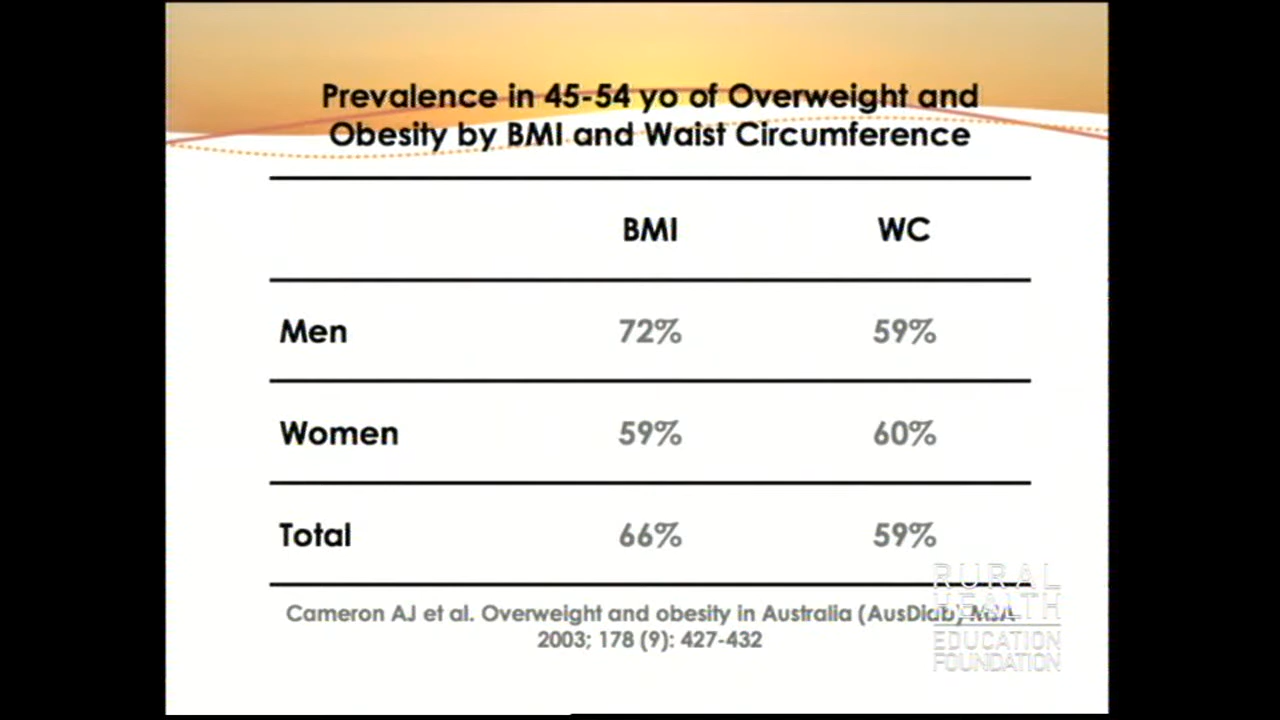 Prevalence in 45-54 yo of Overweight and
Obesity by BMI and Waist Circumference
BMI WC
Men 72% 59%
Women 59% 60%
Total 66% 59%
Cameron AJ et al. Overweight and obesity in Australia (AusDiab) MJA
2003; 178 (9): 427-432
RURAL
HEALTH
EDUCATION
FOUNDATION